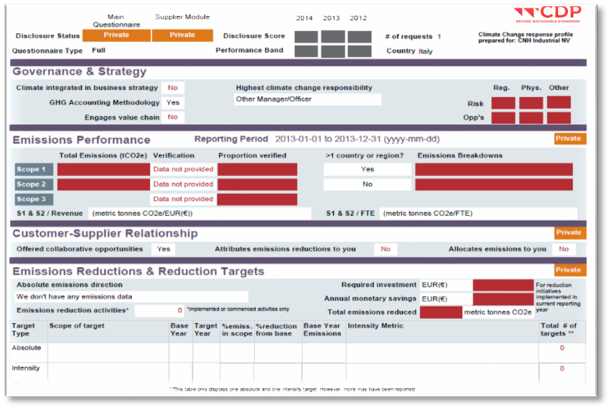 CDP
DRIVING SUSTAINABLE ECONOMIES
Main Questionnaire
Supplier Module
2014 2013 2012
Disclosure Status Private Private
Disclosure Score
# of requests 1
Climate Change response profile prepared for: CNH Industrial NV
Questionnaire Type Full
Performance Band
Country Italy
Governance & Strategy
Climate integrated in business strategy No
Highest climate change responsibility
Reg. Phys. Other
GHG Accounting Methodology Yes
Other Manager/Officer
Risk
Engages value chain No
Opp's
Emissions Performance Reporting Period 2013-01-01 to 2013-12-31 (yyyy-mm-dd) Private
Total Emissions (tCO2e) Verification Proportion verified >1 country or region? Emissions Breakdowns
Scope 1 Data not provided Yes
Scope 2 Data not provided No
Scope 3 Data not provided
S1 & S2 / Revenue (metric tonnes CO2e/EUR(€)) S1 & S2 / FTE (metric tonnes CO2e/FTE)
Customer-Supplier Relationship Private
Offered collaborative opportunities Yes Attributes emissions reductions to you No Allocates emissions to you No
Emissions Reductions & Reduction Targets Private
Absolute emissions direction
Required investment EUR(€)
For reduction initiatives implemented in current reporting year
We don't have any emissions data
Annual monetary savings EUR(€)
Emissions reduction activities* 0 *Implemented or commenced activities only
Total emissions reduced metric tonnes CO2e
Target Type Scope of target Base Year Target Year %emiss. in scope %reduction from base Base Year Emissions Intensity Metric Total # of targets **
Absolute 0
Intensity 0
**This table only displays one absolute and one intensity target. However, more may have been reported